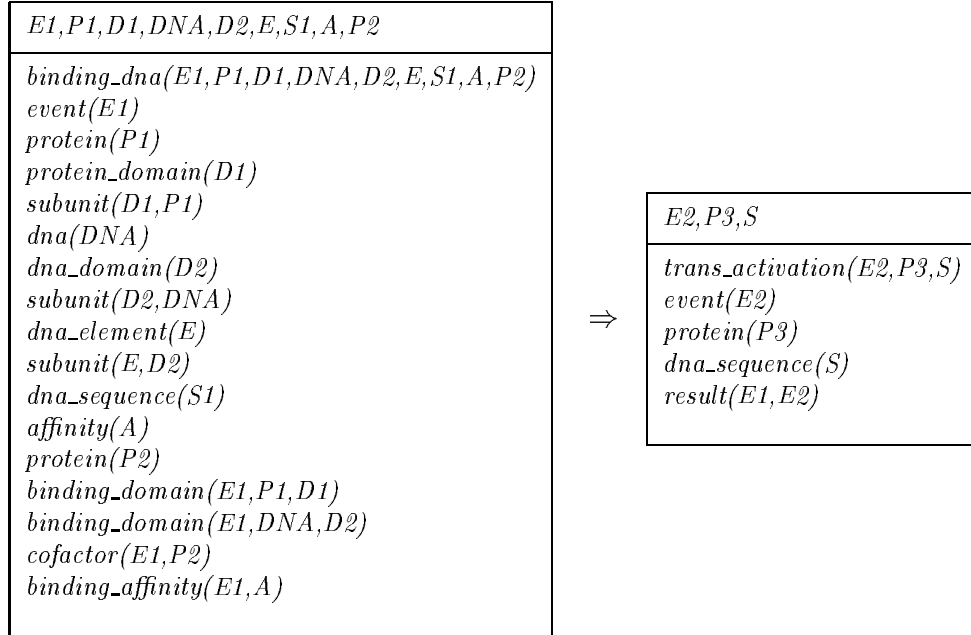 E1,P1,D1,DNA,D2,E,S1,A,P2
binding_dna(E1,P1,D1,DNA,D2,E,S1,A,P2)
event(E1)
protein(P1)
protein_domain(D1)
subunit(D1,P1)
dna(DNA)
dna_domain(D2)
subunit(D2,DNA)
dna_element(E)
subunit(E,D2)
dna_sequence(S1)
affinity(A)
protein(P2)
binding_domain(E1,P1,D1)
binding_domain(E1,DNA,D2)
cofactor(E1,P2)
binding_affinity(E1,A)
⇒
E2,P3,S
trans_activation(E2,P3,S)
event(E2)
protein(P3)
dna_sequence(S)
result(E1,E2)